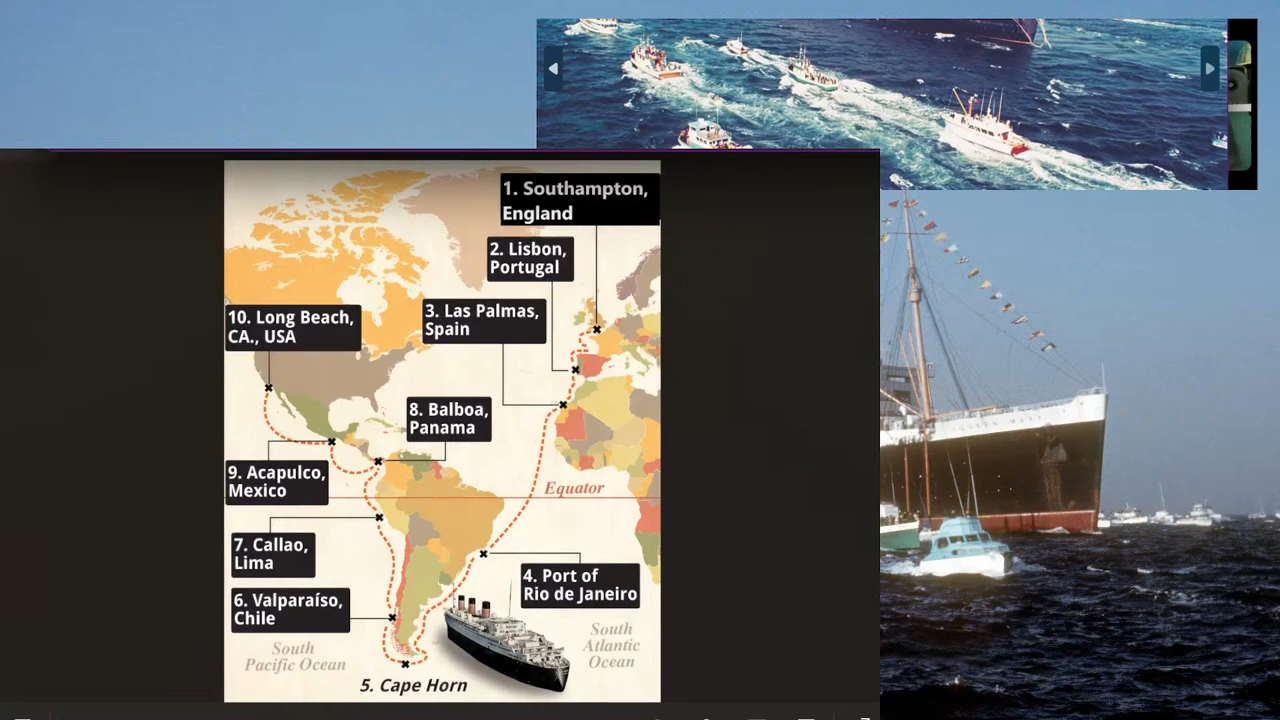 1. Southampton,
England
2. Lisbon,
Portugal
3. Las Palmas,
Spain
10. Long Beach,
CA., USA
8. Balboa,
Panama
9. Acapulco,
Mexico
Equator
7. Callao,
Lima
4. Port of
Rio de Janeiro
6. Valparaíso,
Chile
South
Pacific Ocean
South
Atlantic
Ocean
5. Cape Horn